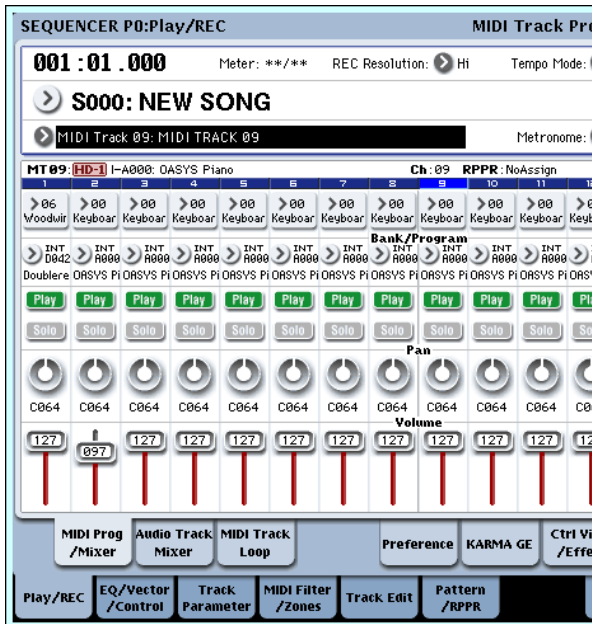 SEQUENCER P0:Play/REC MIDI Track Pro
001:01.000 Meter: **/** REC Resolution: Hi Tempo Mode:
S000: NEW SONG
MIDI Track 09: MIDI TRACK 09 Metronome:
MT09: HD-1 I-A000: OASYS Piano Ch:09 RPPR:NoAssign
1 2 3 4 5 6 7 8 9 10 11 12
06 00 00 00 00 00 00 00 00 00 00
Woodwir Keyboar Keyboar Keyboar Keyboar Keyboar Keyboar Keyboar Keyboar Keyboar Keyboar Keyb
Bank/Program
INT INT INT INT INT INT INT INT INT INT INT
D042 A000 A000 A000 A000 A000 A000 A000 A000 A000 A000
Doublere OASYS Pi OASYS Pi OASYS Pi OASYS Pi OASYS Pi OASYS Pi OASYS Pi OASYS Pi OASYS Pi OASYS Pi OASY
Play Play Play Play Play Play Play Play Play Play Play Pl
Solo Solo Solo Solo Solo Solo Solo Solo Solo Solo Solo So
Pan
C064 C064 C064 C064 C064 C064 C064 C064 C064 C064 C064 C0
Volume
127 097 127 127 127 127 127 127 127 127 127 12
MIDI Prog Audio Track MIDI Track Preference KARMA GE Ctrl Vi
/Mixer Mixer Loop /Effe
Play/REC EQ/Vector Track MIDI Filter Track Edit Pattern
/Control Parameter /Zones /RPPR